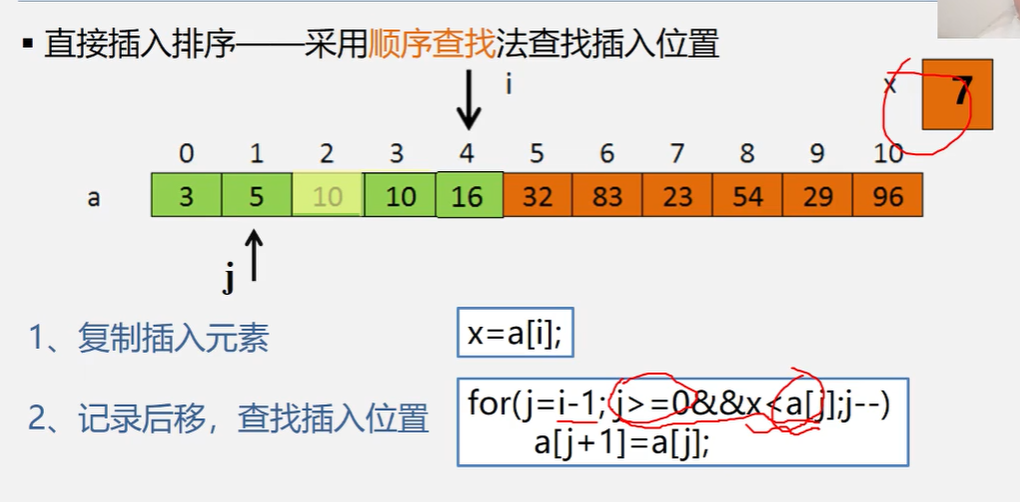 ▪ 直接插入排序——采用顺序查找法查找插入位置
i
x 7
0 1 2 3 4 5 6 7 8 9 10
a 3 5 10 10 16 32 83 23 54 29 96
j
1、复制插入元素 x=a[i];
2、记录后移，查找插入位置
for(j=i-1; j>=0&&x<a[j];j--)
a[j+1]=a[j];